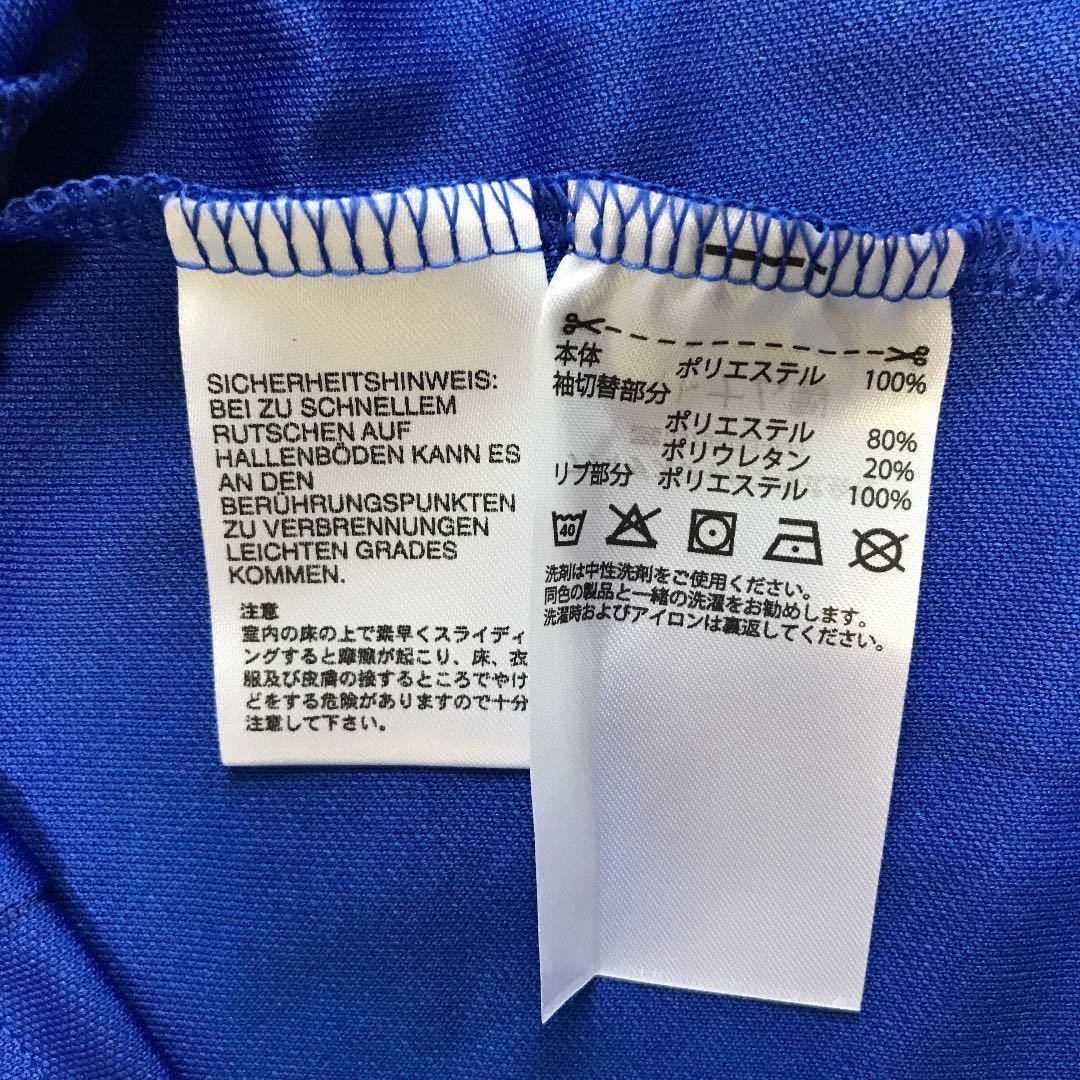 SICHERHEITSHINWEIS:
BEI ZU SCHNELLEM
RUTSCHEN AUF
HALLENBÖDEN KANN ES
AN DEN
BERÜHRUNGSPUNKTEN
ZU VERBRENNUNGEN
LEICHTEN GRADES
KOMMEN.
注意
室内の床の上で素早くスライディ
ングすると摩擦が起こり、床、衣
服及び皮膚の接するところでやけ
どをする危険がありますので十分
注意して下さい。
本体 ポリエステル 100%
袖切替部分
ポリエステル 80%
ポリウレタン 20%
リブ部分 ポリエステル 100%
40
洗剤は中性洗剤をご使用ください。
同色の製品と一緒の洗濯をお勧めします。
洗濯時およびアイロンは裏返してください。